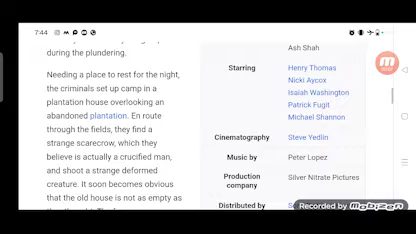 7:44
during the plundering.
Needing a place to rest for the night,
the criminals set up camp in a
plantation house overlooking an
abandoned plantation. En route
through the fields, they find a
strange scarecrow, which they
believe is actually a crucified man,
and shoot a strange deformed
creature. It soon becomes obvious
that the old house is not as empty as
Ash Shah
Starring
Henry Thomas
Nicki Aycox
Isaiah Washington
Patrick Fugit
Michael Shannon
Cinematography
Steve Yedlin
Music by
Peter Lopez
Production
company
Silver Nitrate Pictures
Distributed by
Recorded by
Mobizen